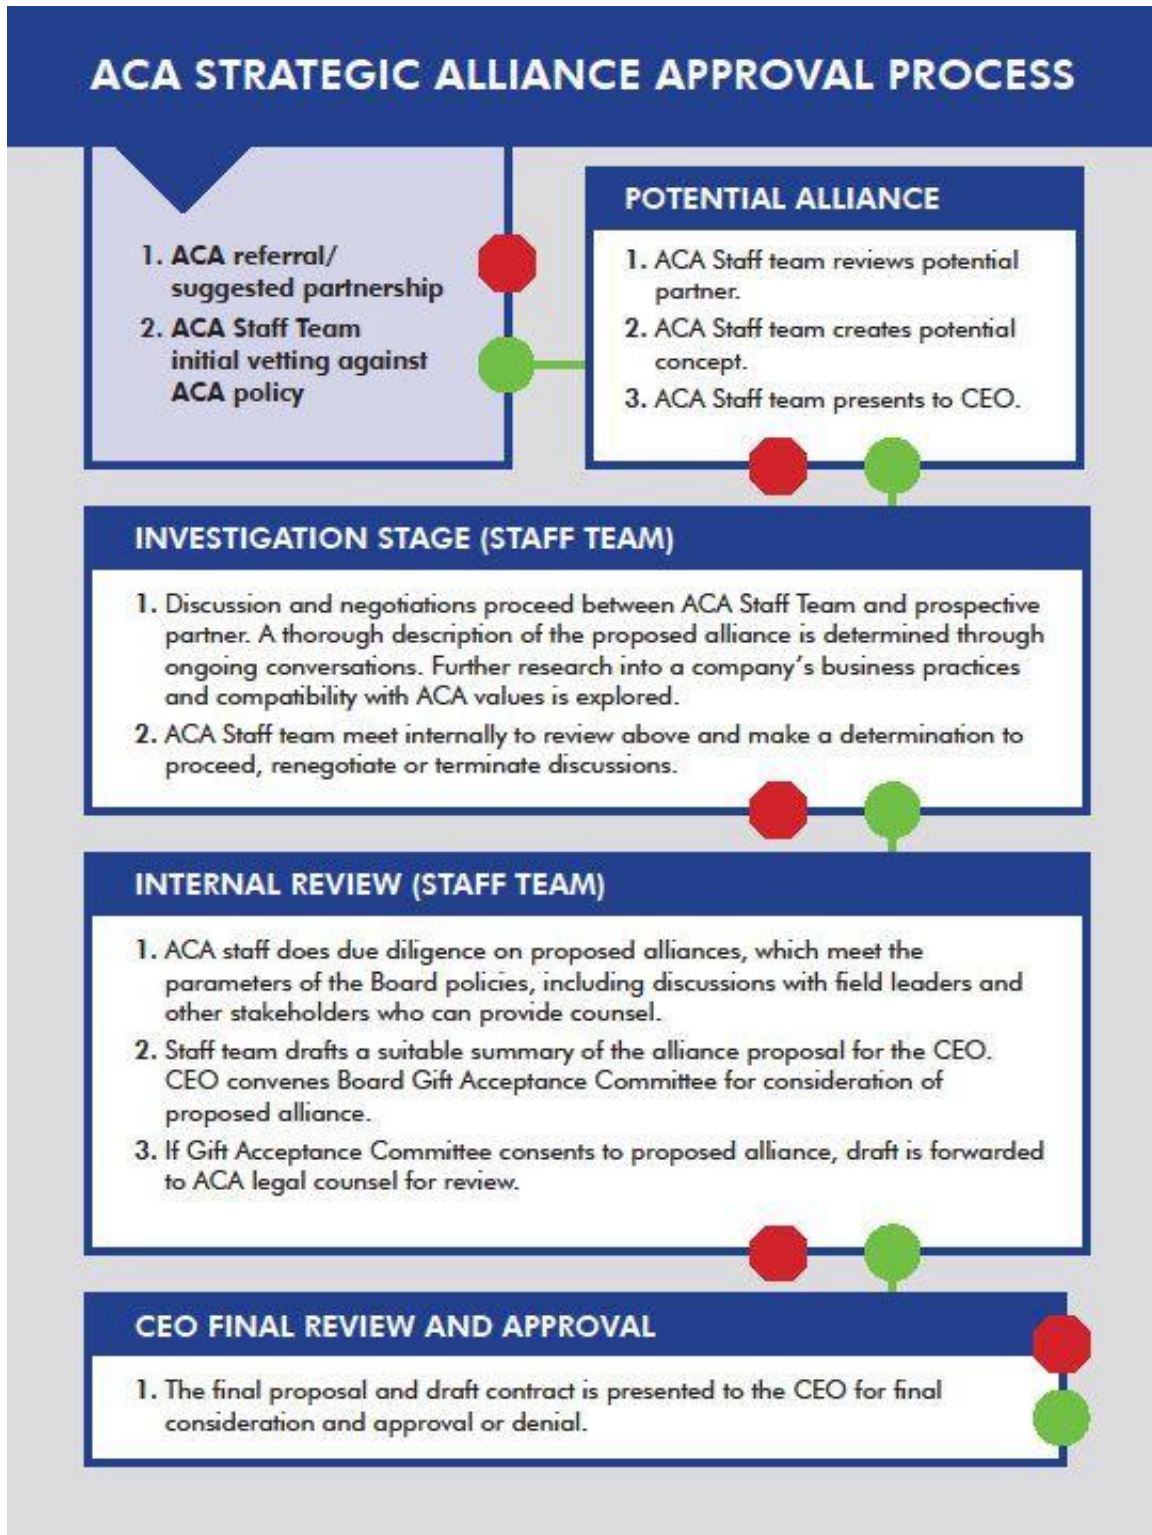 ACA STRATEGIC ALLIANCE APPROVAL PROCESS
1. ACA referral/
suggested partnership
2. ACA Staff Team
initial vetting against
ACA policy
POTENTIAL ALLIANCE
1. ACA Staff team reviews potential
partner.
2. ACA Staff team creates potential
concept.
3. ACA Staff team presents to CEO.
INVESTIGATION STAGE (STAFF TEAM)
1. Discussion and negotiations proceed between ACA Staff Team and prospective
partner. A thorough description of the proposed alliance is determined through
ongoing conversations. Further research into a company’s business practices
and compatibility with ACA values is explored.
2. ACA Staff team meet internally to review above and make a determination to
proceed, renegotiate or terminate discussions.
INTERNAL REVIEW (STAFF TEAM)
1. ACA staff does due diligence on proposed alliances, which meet the
parameters of the Board policies, including discussions with field leaders and
other stakeholders who can provide counsel.
2. Staff team drafts a suitable summary of the alliance proposal for the CEO.
CEO convenes Board Gift Acceptance Committee for consideration of
proposed alliance.
3. If Gift Acceptance Committee consents to proposed alliance, draft is forwarded
to ACA legal counsel for review.
CEO FINAL REVIEW AND APPROVAL
1. The final proposal and draft contract is presented to the CEO for final
consideration and approval or denial.